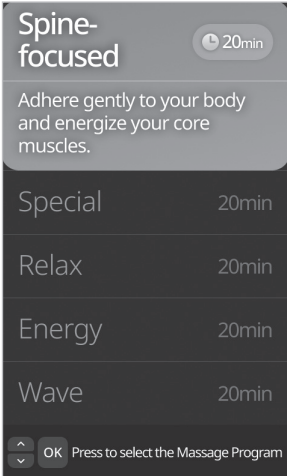 Spine-
focused
20min
Adhere gently to your body
and energize your core
muscles.
Special 20min
Relax 20min
Energy 20min
Wave 20min
OK Press to select the Massage Program